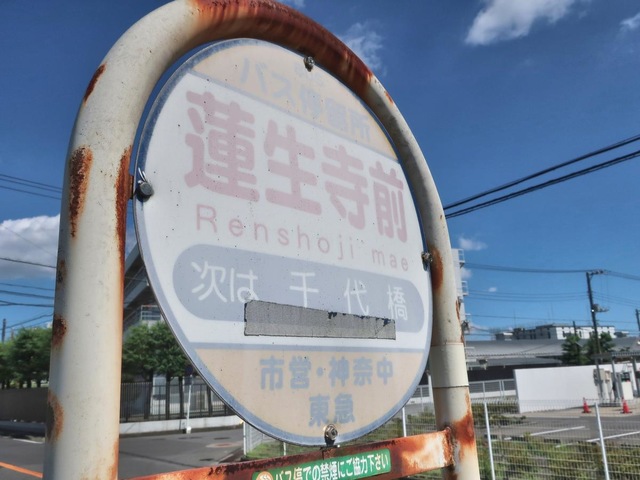 バス停留所
蓮生寺前
Renshoji mae
次は 千代橋
市営・神奈中
東急
バス停での禁煙にご協力下さい